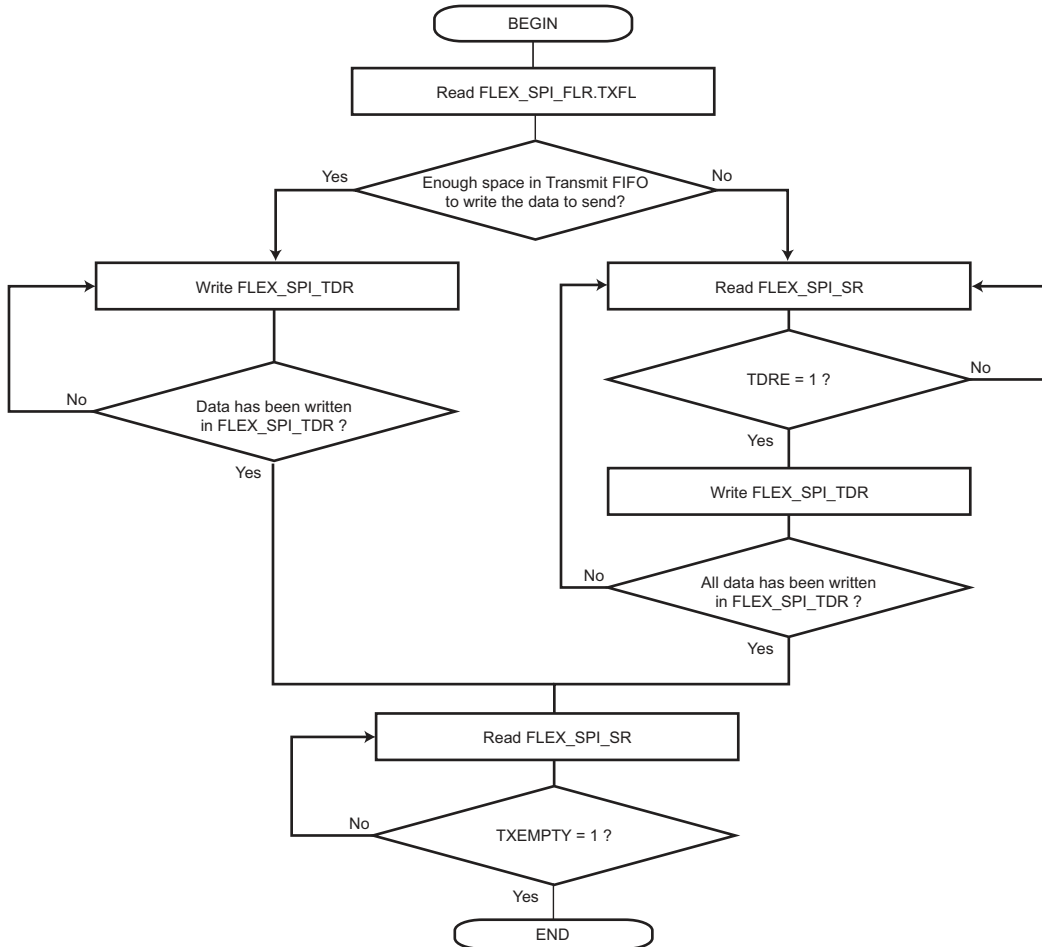 BEGIN
Read FLEX_SPI_FLR.TXFL
Yes
Enough space in Transmit FIFO
to write the data to send?
No
Write FLEX_SPI_TDR
Read FLEX_SPI_SR
TDRE = 1 ?
No
No
Data has been written
in FLEX_SPI_TDR ?
Yes
Yes
Write FLEX_SPI_TDR
No
All data has been written
in FLEX_SPI_TDR ?
Yes
Read FLEX_SPI_SR
No
TXEMPTY = 1 ?
Yes
END